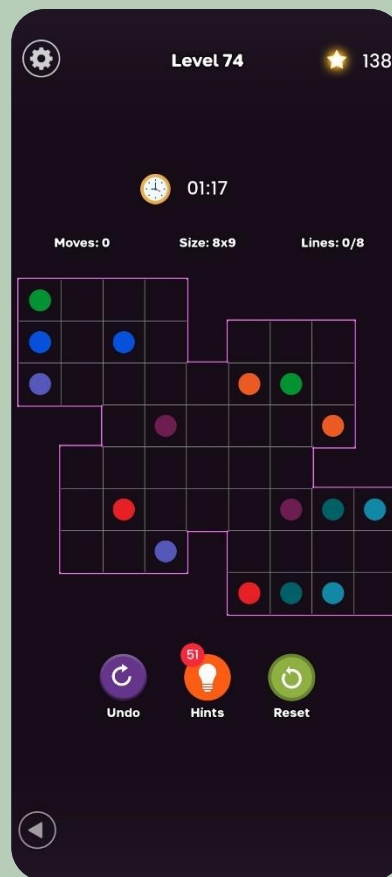 Level 74
138
01:17
Moves: 0 Size: 8x9 Lines: 0/8
51
Undo Hints Reset